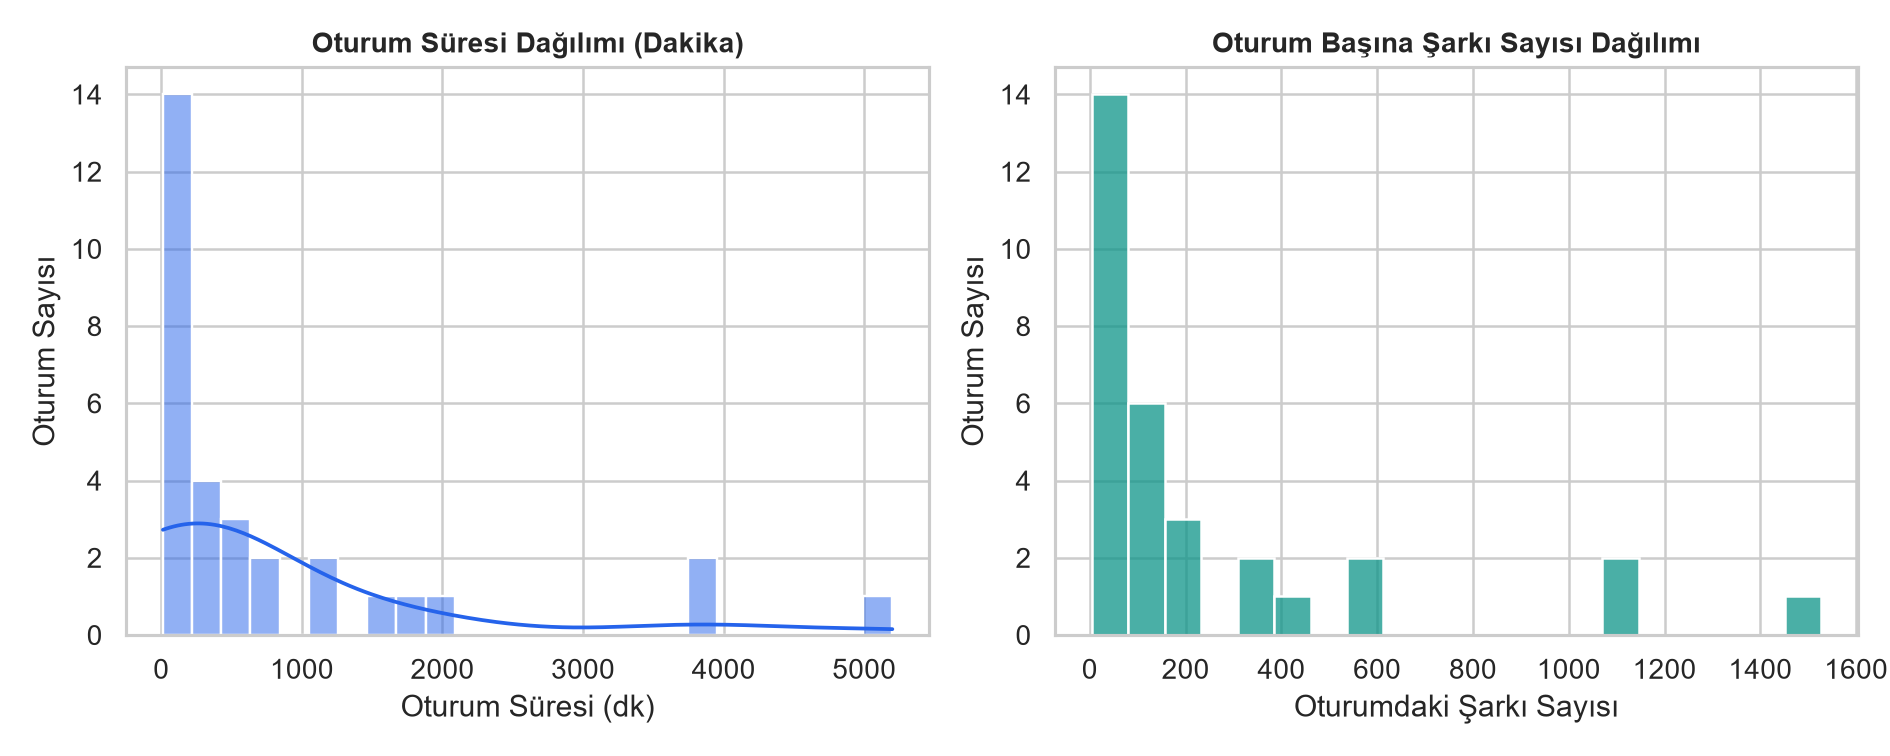 Oturum Süresi Dağılımı (Dakika)
Oturum Sayısı
14
12
10
8
6
4
2
0
0 1000 2000 3000 4000 5000
Oturum Süresi (dk)
Oturum Başına Şarkı Sayısı Dağılımı
Oturum Sayısı
14
12
10
8
6
4
2
0
0 200 400 600 800 1000 1200 1400 1600
Oturumdaki Şarkı Sayısı